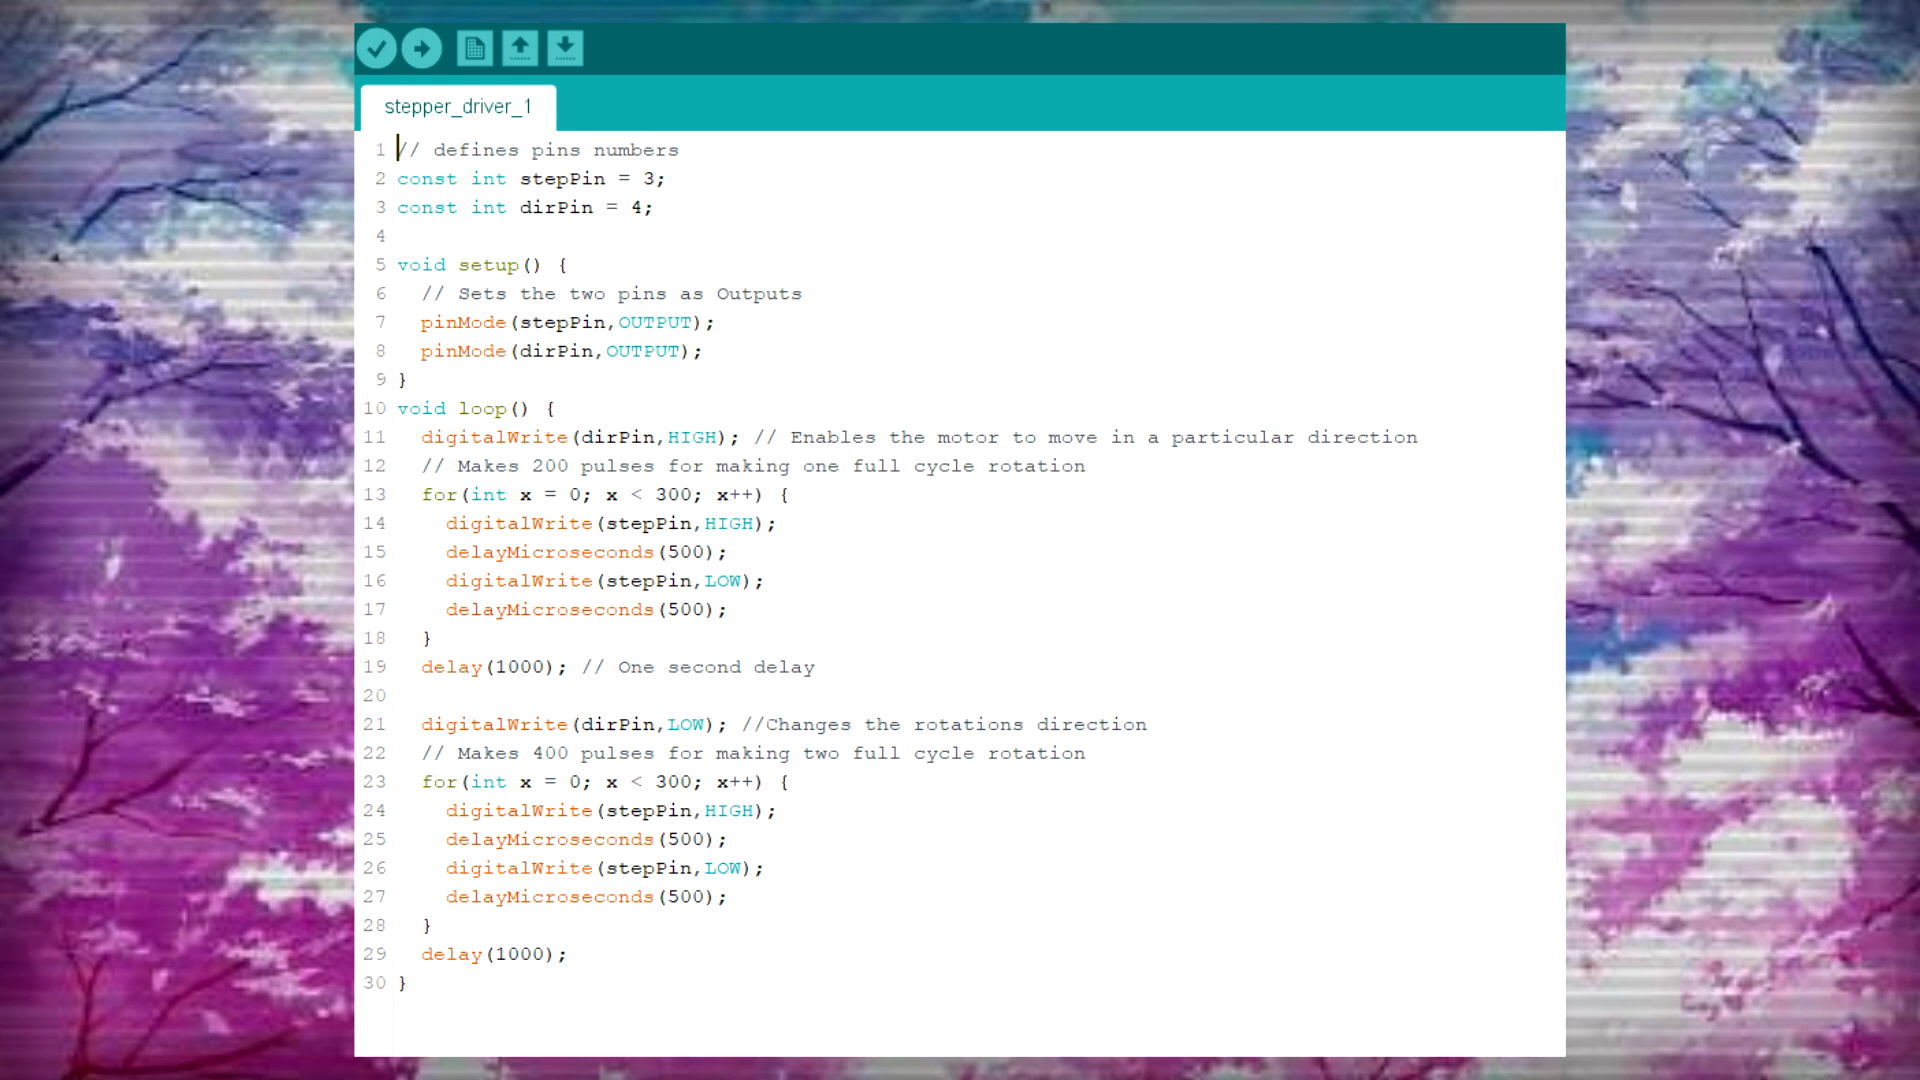 stepper_driver_1
1 // defines pins numbers
2 const int stepPin = 3;
3 const int dirPin = 4;
4
5 void setup() {
6   // Sets the two pins as Outputs
7   pinMode(stepPin,OUTPUT);
8   pinMode(dirPin,OUTPUT);
9 }
10 void loop() {
11   digitalWrite(dirPin,HIGH); // Enables the motor to move in a particular direction
12   // Makes 200 pulses for making one full cycle rotation
13   for(int x = 0; x < 300; x++) {
14     digitalWrite(stepPin,HIGH);
15     delayMicroseconds(500);
16     digitalWrite(stepPin,LOW);
17     delayMicroseconds(500);
18   }
19   delay(1000); // One second delay
20
21   digitalWrite(dirPin,LOW); //Changes the rotations direction
22   // Makes 400 pulses for making two full cycle rotation
23   for(int x = 0; x < 300; x++) {
24     digitalWrite(stepPin,HIGH);
25     delayMicroseconds(500);
26     digitalWrite(stepPin,LOW);
27     delayMicroseconds(500);
28   }
29   delay(1000);
30 }